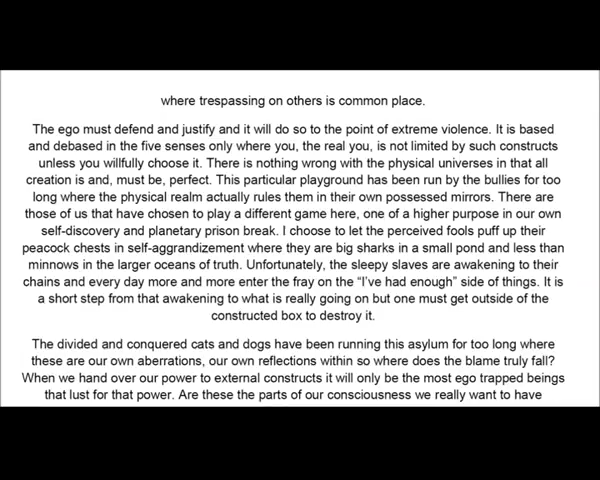 where trespassing on others is common place.
The ego must defend and justify and it will do so to the point of extreme violence. It is based
and debased in the five senses only where you, the real you, is not limited by such constructs
unless you willfully choose it. There is nothing wrong with the physical universes in that all
creation is and, must be, perfect. This particular playground has been run by the bullies for too
long where the physical realm actually rules them in their own possessed mirrors. There are
those of us that have chosen to play a different game here, one of a higher purpose in our own
self-discovery and planetary prison break. I choose to let the perceived fools puff up their
peacock chests in self-aggrandizement where they are big sharks in a small pond and less than
minnows in the larger oceans of truth. Unfortunately, the sleepy slaves are awakening to their
chains and every day more and more enter the fray on the “I’ve had enough” side of things. It is
a short step from that awakening to what is really going on but one must get outside of the
constructed box to destroy it.
The divided and conquered cats and dogs have been running this asylum for too long where
these are our own aberrations, our own reflections within so where does the blame truly fall?
When we hand over our power to external constructs it will only be the most ego trapped beings
that lust for that power. Are these the parts of our consciousness we really want to have